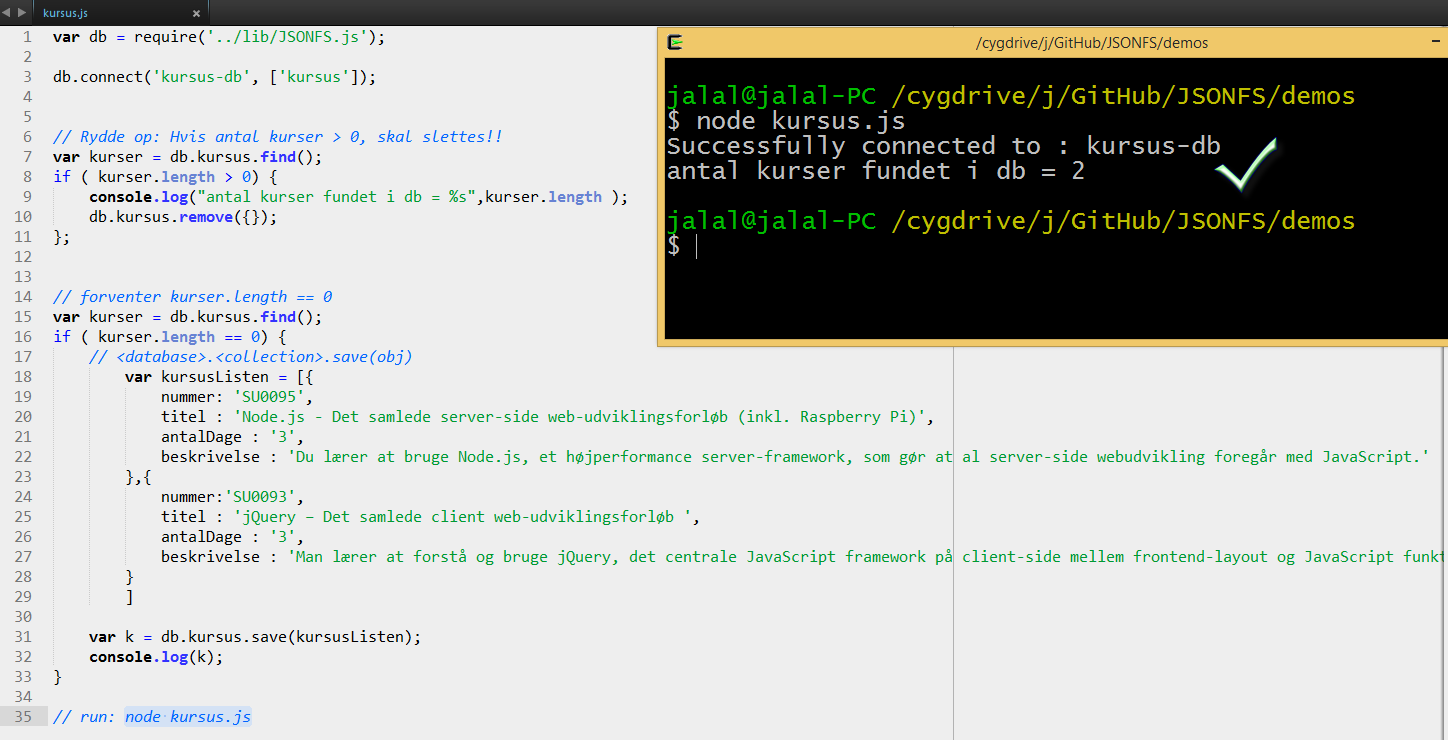 kursus.js
1 var db = require('../lib/JSONFS.js');
2
3 db.connect('kursus-db', ['kursus']);
4
5
6 // Rydde op: Hvis antal kurser > 0, skal slettes!!
7 var kurser = db.kursus.find();
8 if ( kurser.length > 0) {
9 console.log("antal kurser fundet i db = %s",kurser.length );
10 db.kursus.remove({});
11 };
12
13
14 // forventer kurser.length == 0
15 var kurser = db.kursus.find();
16 if ( kurser.length == 0) {
17 // <database>.<collection>.save(obj)
18 var kursusListen = [{
19 nummer: 'SU0095',
20 titel : 'Node.js - Det samlede server-side web-udviklingsforløb (inkl. Raspberry Pi)',
21 antalDage : '3',
22 beskrivelse : 'Du lærer at bruge Node.js, et højperformance server-framework, som gør at al server-side webudvikling foregår med JavaScript.'
23 },{
24 nummer:'SU0093',
25 titel : 'jQuery – Det samlede client web-udviklingsforløb ',
26 antalDage : '3',
27 beskrivelse : 'Man lærer at forstå og bruge jQuery, det centrale JavaScript framework på client-side mellem frontend-layout og JavaScript funkt
28 }
29 ]
30
31 var k = db.kursus.save(kursusListen);
32 console.log(k);
33 }
34
35 // run: node kursus.js
/cygdrive/j/GitHub/JSONFS/demos
jalal@jalal-PC /cygdrive/j/GitHub/JSONFS/demos
$ node kursus.js
Successfully connected to : kursus-db
antal kurser fundet i db = 2
jalal@jalal-PC /cygdrive/j/GitHub/JSONFS/demos
$